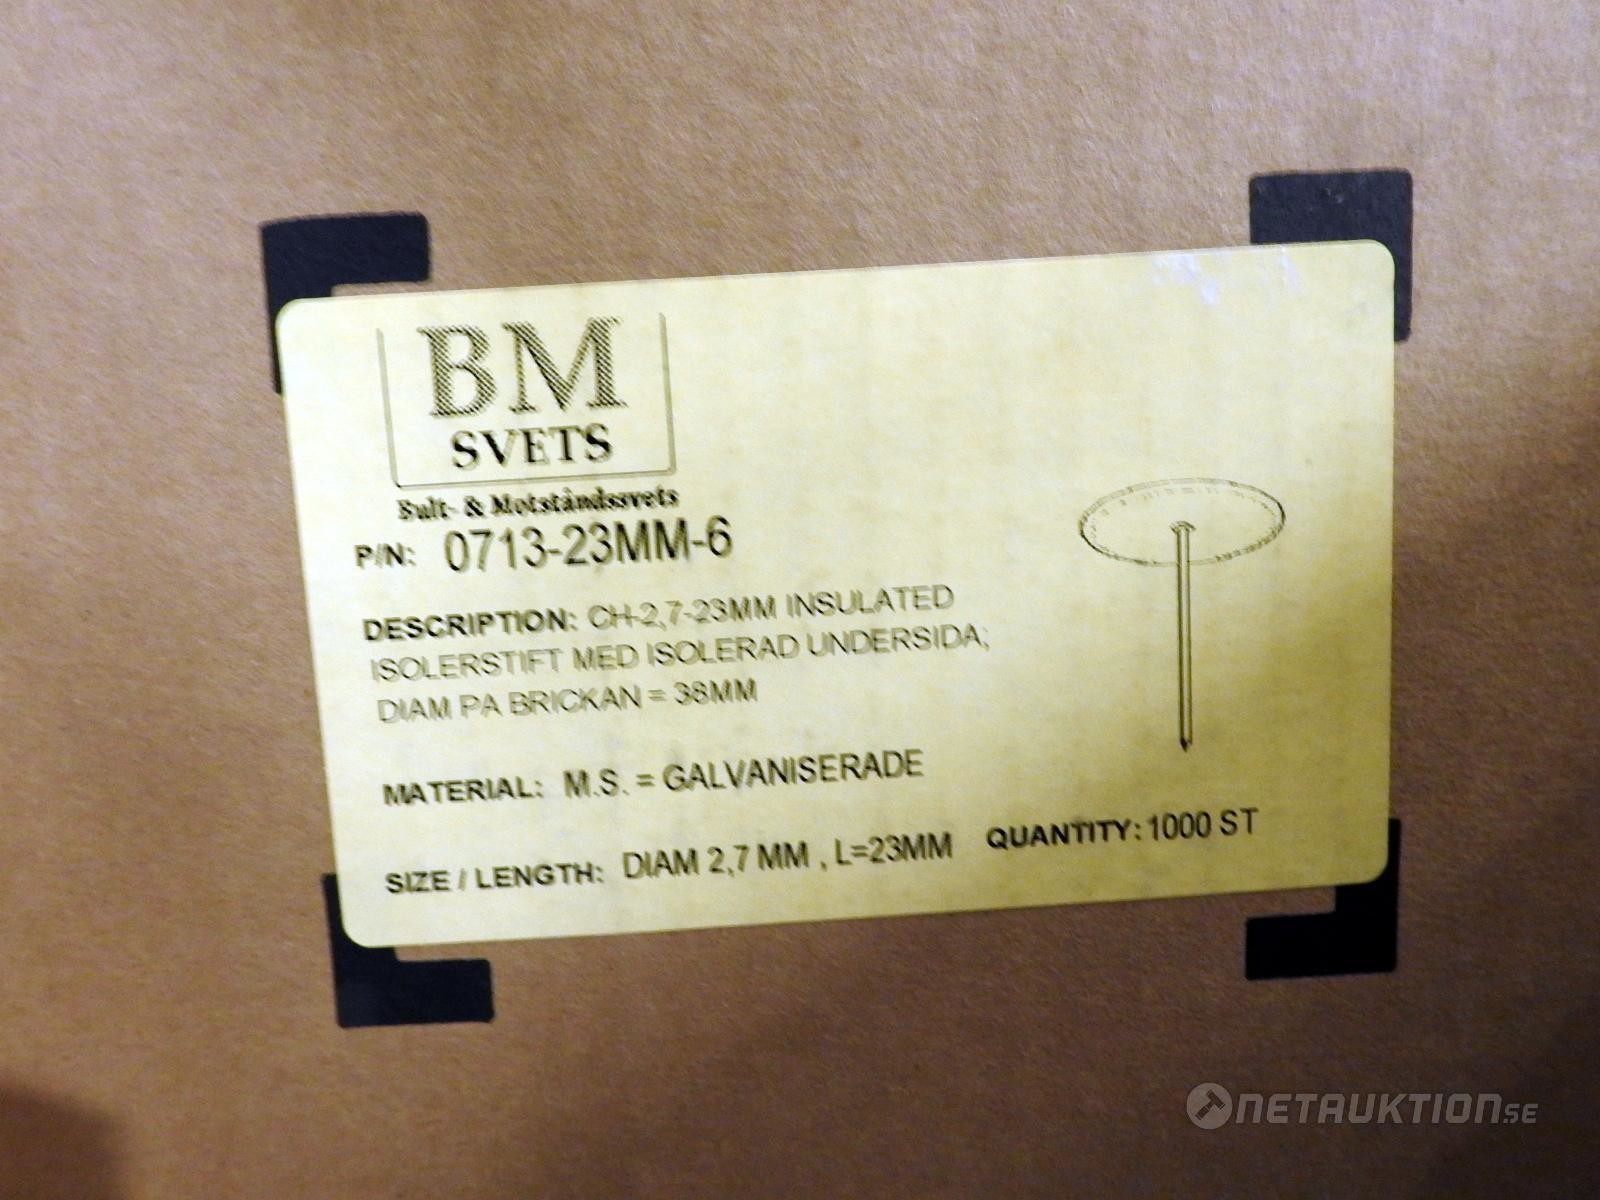 BM
SVETS
Bult- & Motståndssvets
P/N: 0713-23MM-6
DESCRIPTION: CH-2,7-23MM INSULATED
ISOLERSTIFT MED ISOLERAD UNDERSIDA;
DIAM PA BRICKAN = 38MM
MATERIAL: M.S. = GALVANISERADE
SIZE / LENGTH: DIAM 2,7 MM , L=23MM QUANTITY: 1000 ST
NETAUKTION.SE